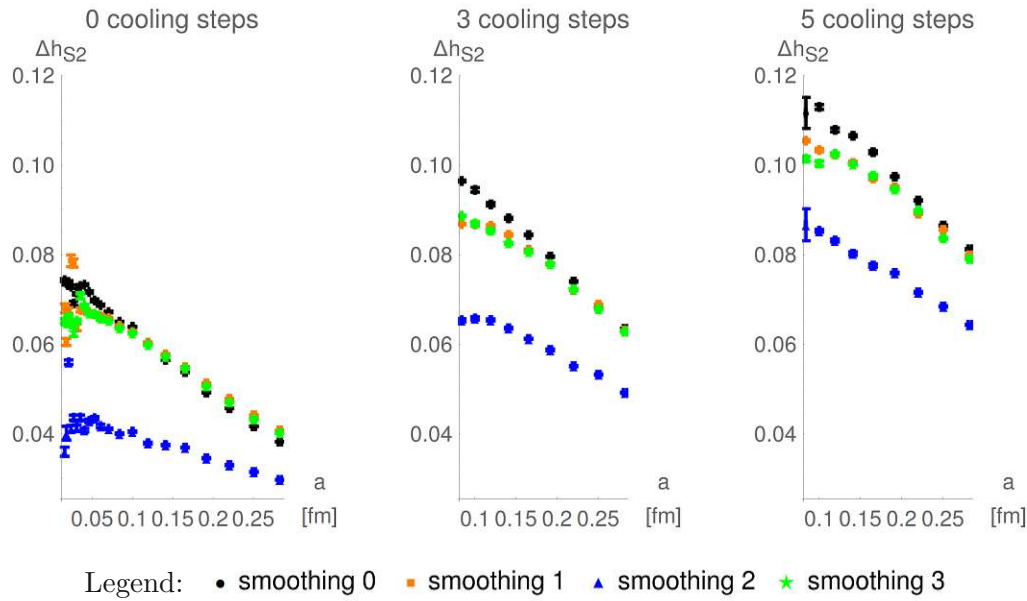 0 cooling steps
Δh_S2
0.12
0.10
0.08
0.06
0.04
0.05 0.1 0.15 0.2 0.25
a
[fm]
3 cooling steps
Δh_S2
0.12
0.10
0.08
0.06
0.04
0.1 0.15 0.2 0.25
a
[fm]
5 cooling steps
Δh_S2
0.12
0.10
0.08
0.06
0.04
0.1 0.15 0.2 0.25
a
[fm]
Legend: smoothing 0 smoothing 1 smoothing 2 smoothing 3